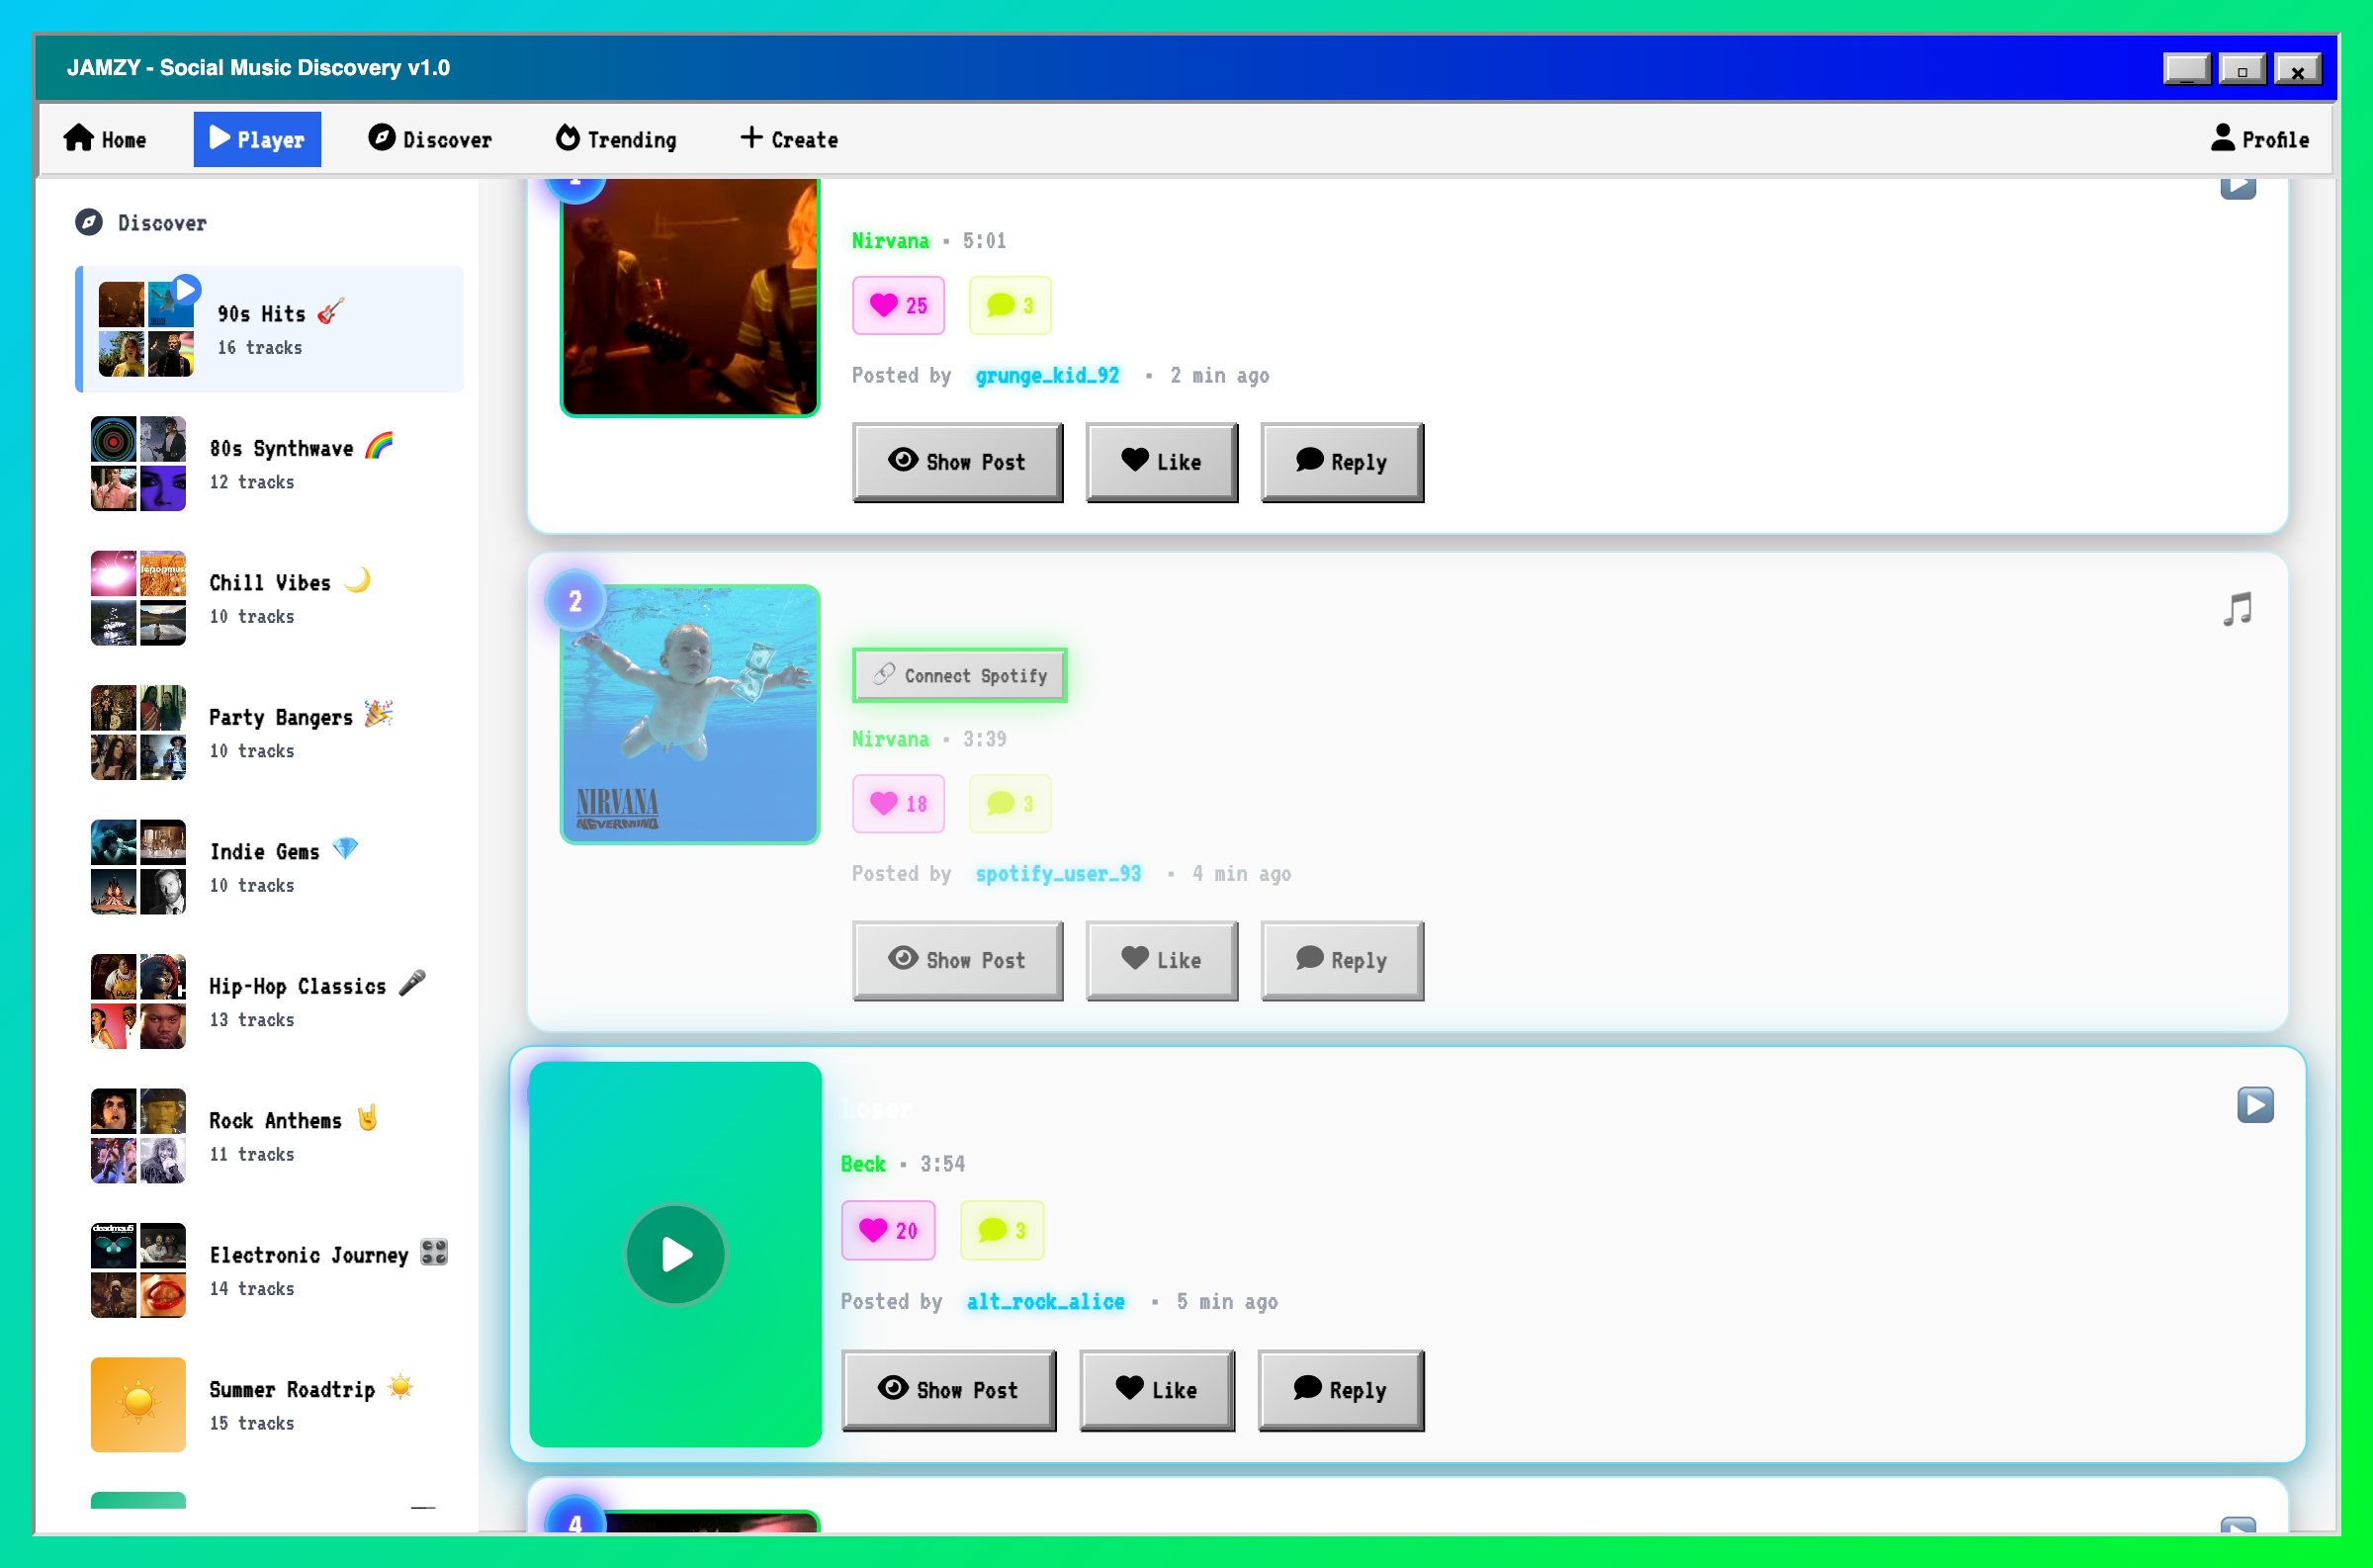 JAMZY - Social Music Discovery v1.0
Home
Player
Discover
Trending
Create
Profile
Discover
90s Hits 🎸
16 tracks
80s Synthwave 🌈
12 tracks
Chill Vibes 🌙
10 tracks
Party Bangers 🎉
10 tracks
Indie Gems 💎
10 tracks
Hip-Hop Classics 🎤
13 tracks
Rock Anthems 🤘
11 tracks
deadmau5
Electronic Journey 🎛️
14 tracks
Summer Roadtrip ☀️
15 tracks
Nirvana • 5:01
25 3
Posted by grunge_kid_92 • 2 min ago
Show Post Like Reply
2
NIRVANA
NEVERMIND
🔗 Connect Spotify
Nirvana • 3:39
18 3
Posted by spotify_user_93 • 4 min ago
Show Post Like Reply
Loser
Beck • 3:54
20 3
Posted by alt_rock_alice • 5 min ago
Show Post Like Reply
4